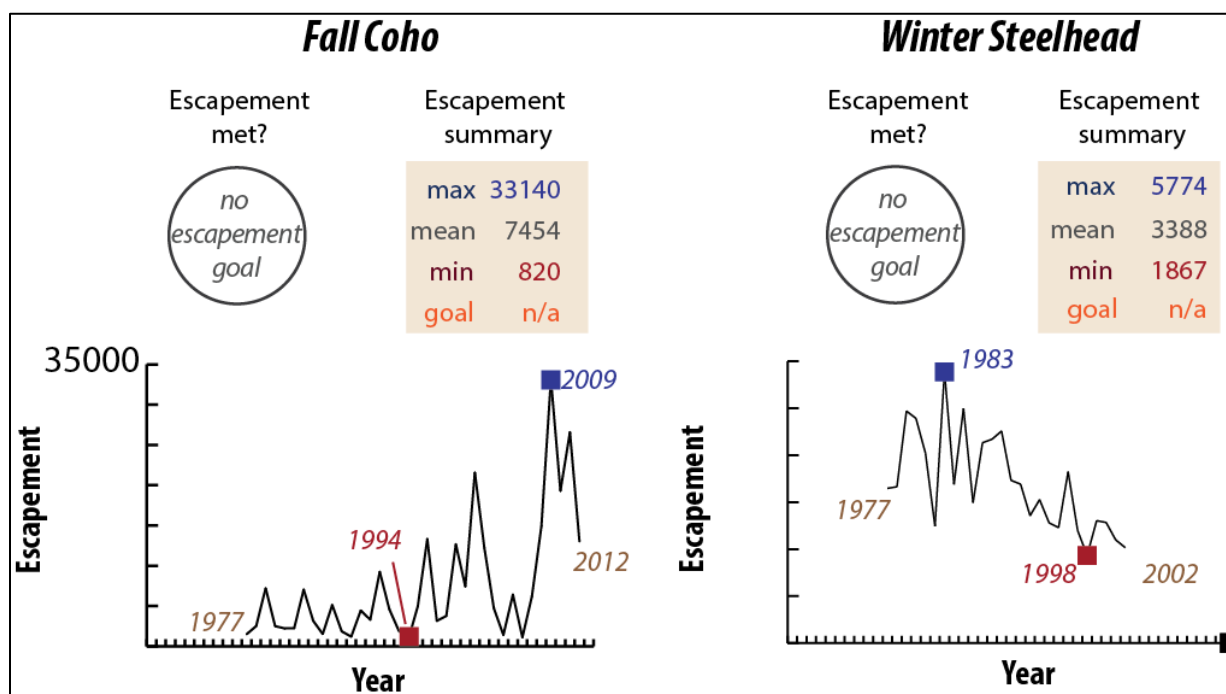 Fall Coho
Escapement
met?
no
escapement
goal
Escapement
summary
max 33140
mean 7454
min 820
goal n/a
35000
Escapement
1977
1994
2009
2012
Year
Winter Steelhead
Escapement
met?
no
escapement
goal
Escapement
summary
max 5774
mean 3388
min 1867
goal n/a
Escapement
1977
1983
1998
2002
Year